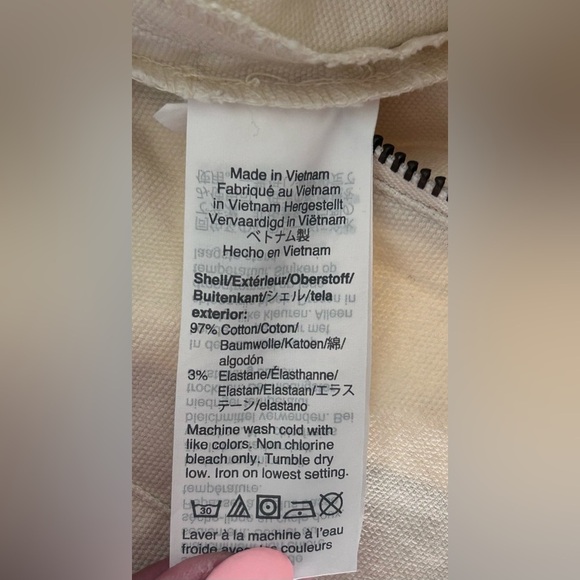 Made in Vietnam
Fabriqué au Vietnam
in Vietnam Hergestellt
Vervaardigd in Viëtnam
ベトナム製
Hecho en Vietnam
Shell/Extérieur/Oberstoff/
Buitenkant/シェル/tela
exterior:
97% Cotton/Coton/
Baumwolle/Katoen/綿/
algodón
3% Elastane/Élasthanne/
Elastan/Elastaan/エラス
テーン/elastano
Machine wash cold with
like colors. Non chlorine
bleach only. Tumble dry
low. Iron on lowest setting.
30
Laver à la machine à l'eau
froide avec des couleurs